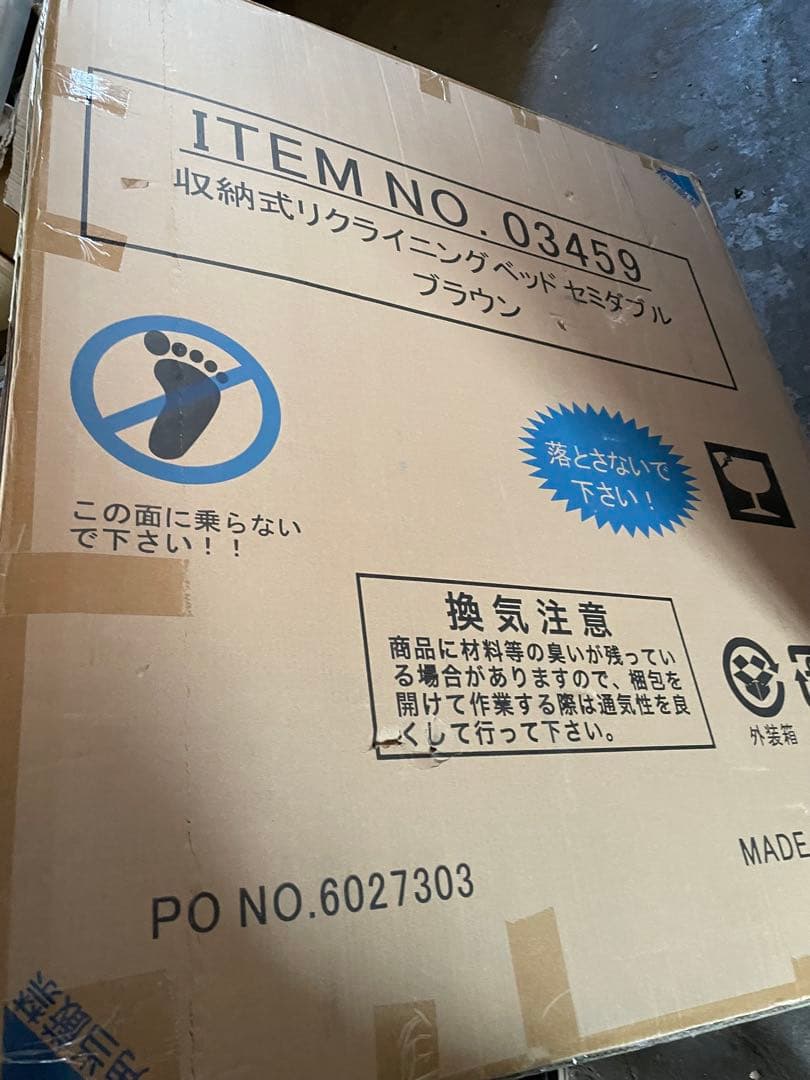 ITEM NO. 03459
収納式リクライニングベッド セミダブル
ブラウン
落とさないで
下さい！
この面に乗らない
で下さい！！
換気注意
商品に材料等の臭いが残ってい
る場合がありますので、梱包を
開けて作業する際は通気性を良
くして行って下さい。
外装箱
MADE
PO NO.6027303
角当厳禁